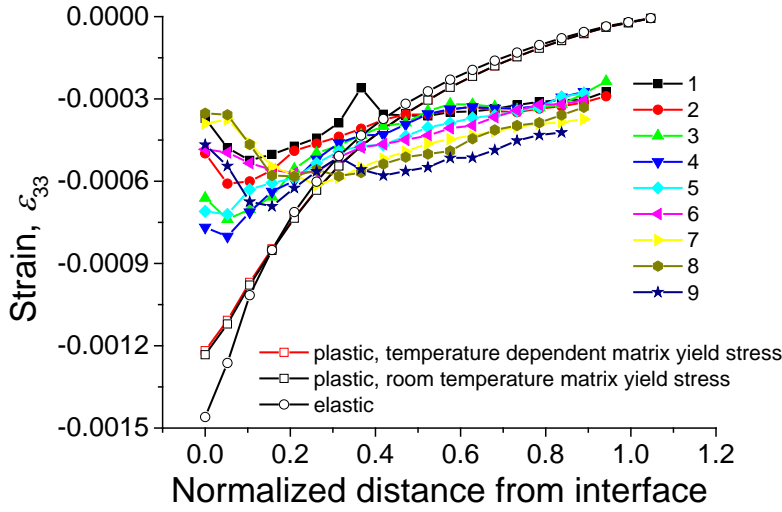 0.0000
-0.0003
-0.0006
-0.0009
-0.0012
-0.0015
Strain, ε33
1
2
3
4
5
6
7
8
9
plastic, temperature dependent matrix yield stress
plastic, room temperature matrix yield stress
elastic
0.0 0.2 0.4 0.6 0.8 1.0 1.2
Normalized distance from interface